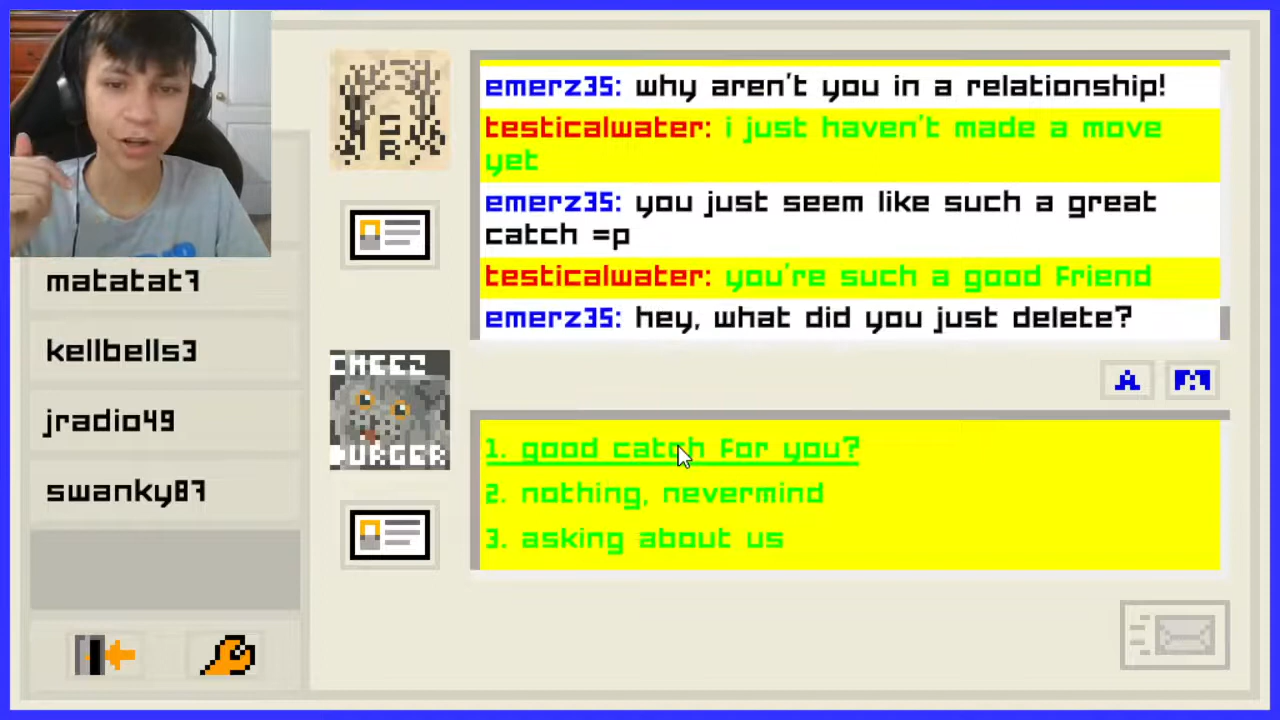 emerz35: why aren't you in a relationship!
testicalwater: i just haven't made a move
yet
emerz35: you just seem like such a great
catch =p
testicalwater: you're such a good friend
emerz35: hey, what did you just delete?
matatat7
kellbells3
jradio49
swanky87
CHEEZ
BURGER
A
1. good catch for you?
2. nothing, nevermind
3. asking about us